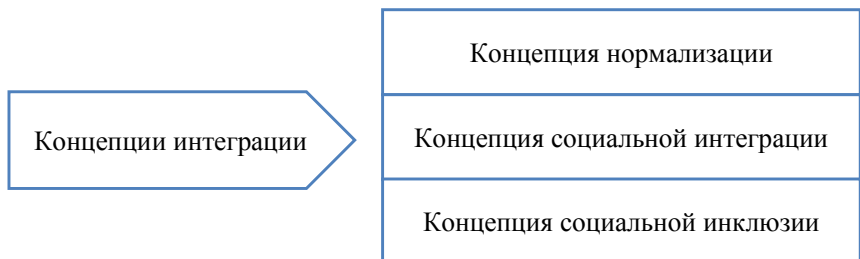 Концепция нормализации
Концепции интеграции
Концепция социальной интеграции
Концепция социальной инклюзии